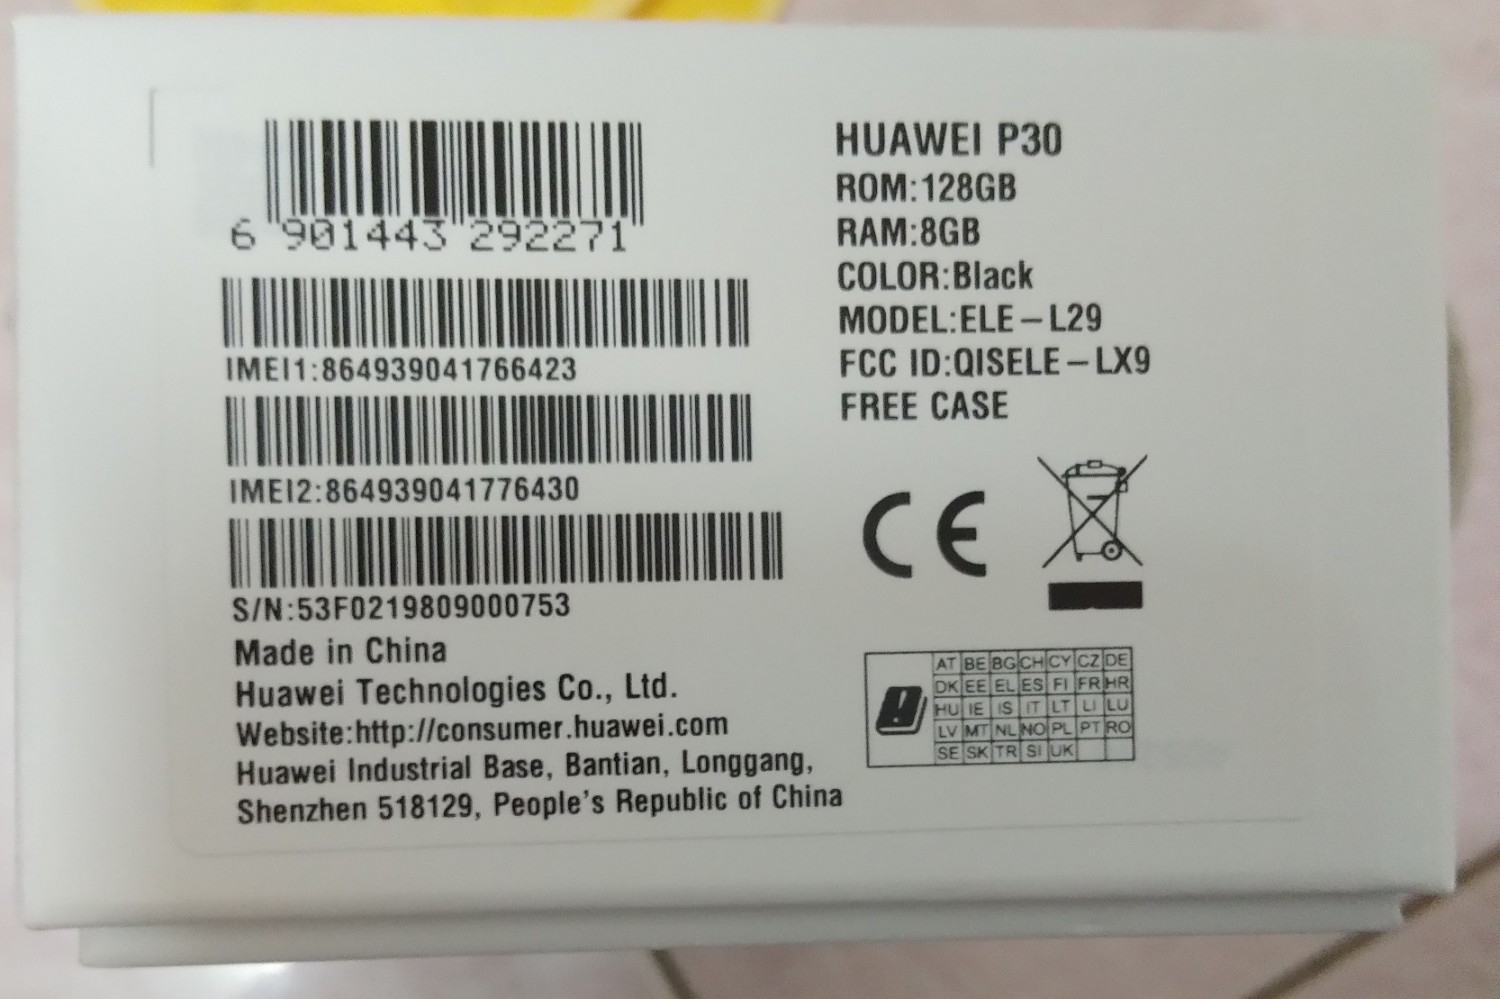 6 901443 292271
IMEI1:864939041766423
IMEI2:864939041776430
S/N:53F0219809000753
Made in China
Huawei Technologies Co., Ltd.
Website:http://consumer.huawei.com
Huawei Industrial Base, Bantian, Longgang,
Shenzhen 518129, People's Republic of China
HUAWEI P30
ROM:128GB
RAM:8GB
COLOR:Black
MODEL:ELE-L29
FCC ID:QISELE-LX9
FREE CASE
CE
AT BE BG CH CY CZ DE
DK EE EL ES FI FR HR
HU IE IS IT LT LI LU
LV MT NL NO PL PT RO
SE SK TR SI UK